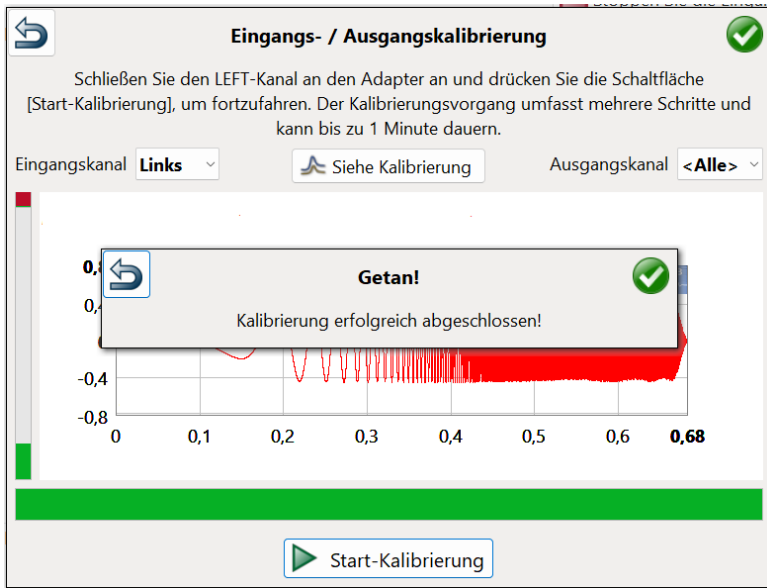 Stoppen Sie die
Eingangs- / Ausgangskalibrierung
Schließen Sie den LEFT-Kanal an den Adapter an und drücken Sie die Schaltfläche
[Start-Kalibrierung], um fortzufahren. Der Kalibrierungsvorgang umfasst mehrere Schritte und
kann bis zu 1 Minute dauern.
Eingangskanal Links Siehe Kalibrierung Ausgangskanal <Alle>
Getan!
Kalibrierung erfolgreich abgeschlossen!
-0,4
-0,8
0 0,1 0,2 0,3 0,4 0,5 0,6 0,68
Start-Kalibrierung